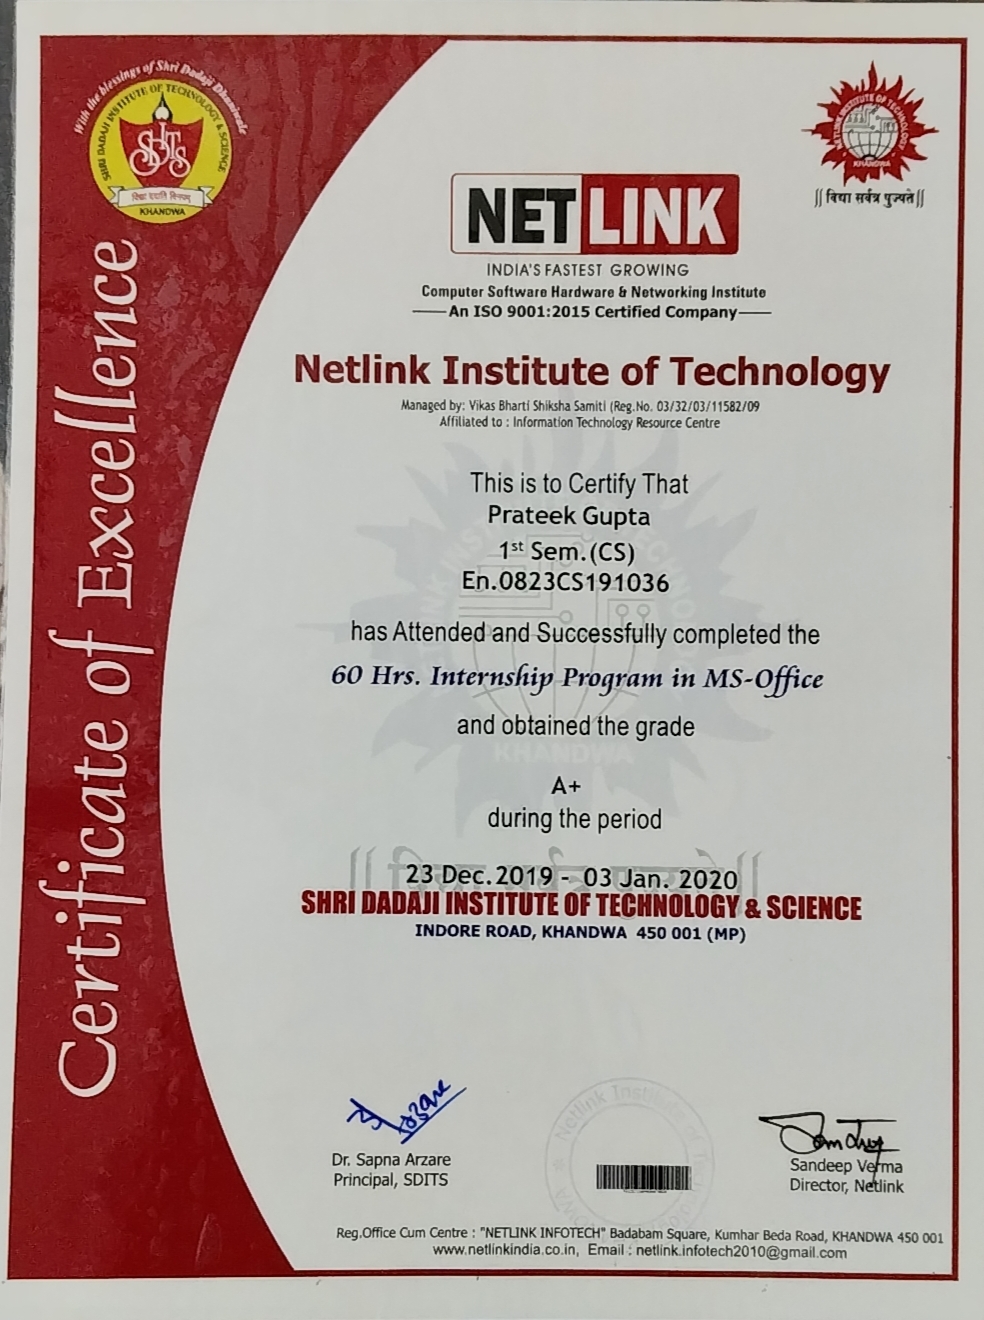 With the blessings of Shri Dadaji Dhuniwale
SHRI DADAJI INSTITUTE OF TECHNOLOGY & SCIENCE
SDITS
विद्या ददाति विनयम्
KHANDWA
NETLINK INSTITUTE OF TECHNOLOGY
KHANDWA
|| विद्या सर्वत्र पुज्यते ||
Certificate of Excellence
NETLINK
INDIA'S FASTEST GROWING
Computer Software Hardware & Networking Institute
An ISO 9001:2015 Certified Company
Netlink Institute of Technology
Managed by: Vikas Bharti Shiksha Samiti (Reg.No. 03/32/03/11582/09
Affiliated to : Information Technology Resource Centre
This is to Certify That
Prateek Gupta
1st Sem.(CS)
En.0823CS191036
has Attended and Successfully completed the
60 Hrs. Internship Program in MS-Office
and obtained the grade
KHANDWA
A+
during the period
23 Dec.2019 - 03 Jan. 2020
SHRI DADAJI INSTITUTE OF TECHNOLOGY & SCIENCE
INDORE ROAD, KHANDWA 450 001 (MP)
Netlink Institute of
Dr. Sapna Arzare
Principal, SDITS
Sandeep Verma
Director, Netlink
Reg.Office Cum Centre : "NETLINK INFOTECH" Badabam Square, Kumhar Beda Road, KHANDWA 450 001
www.netlinkindia.co.in, Email : netlink.infotech2010@gmail.com